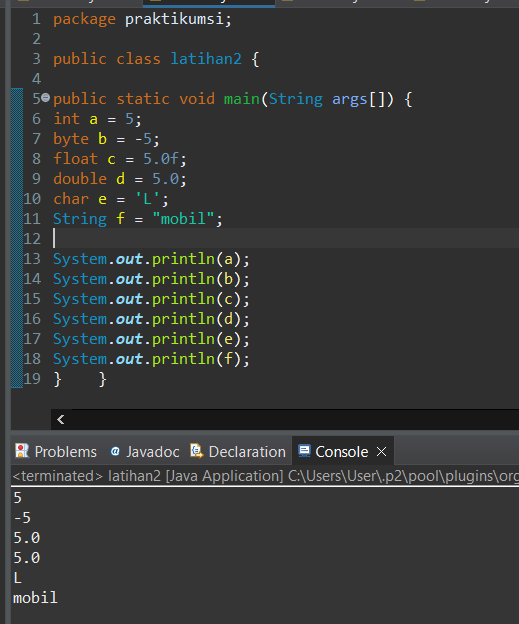 1 package praktikumsi;
2
3 public class latihan2 {
4
5 public static void main(String args[]) {
6 int a = 5;
7 byte b = -5;
8 float c = 5.0f;
9 double d = 5.0;
10 char e = 'L';
11 String f = "mobil";
12
13 System.out.println(a);
14 System.out.println(b);
15 System.out.println(c);
16 System.out.println(d);
17 System.out.println(e);
18 System.out.println(f);
19 }    }
Problems @ Javadoc Declaration Console
<terminated> latihan2 [Java Application] C:\Users\User\.p2\pool\plugins\org
5
-5
5.0
5.0
L
mobil